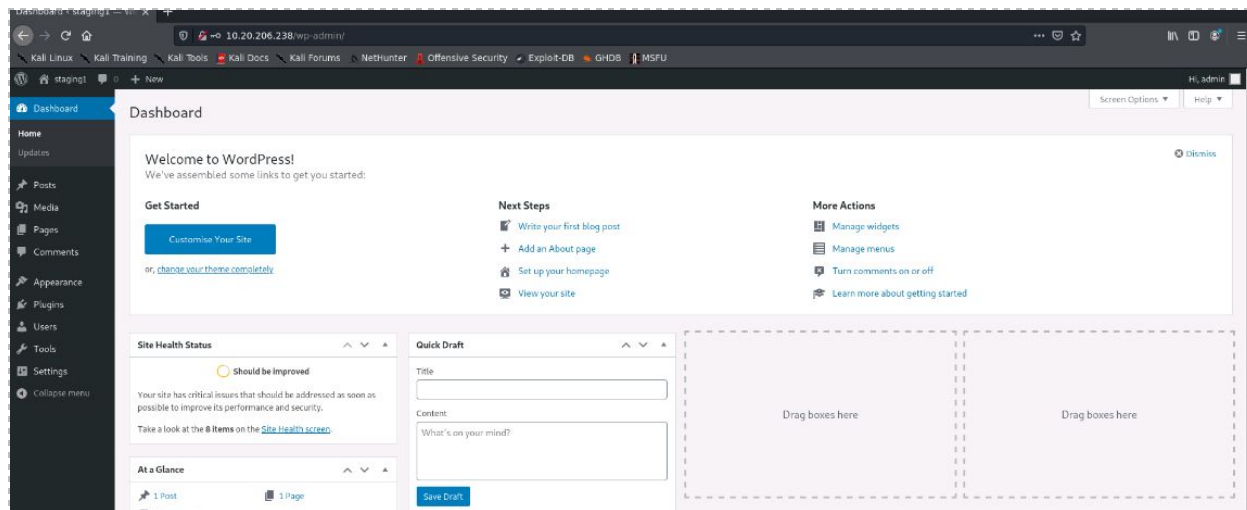 Dashboard ‹ staging1 — W
10.20.206.238/wp-admin/
Kali Linux Kali Training Kali Tools Kali Docs Kali Forums NetHunter Offensive Security Exploit-DB GHDB MSFU
staging1 0 + New Hi, admin
Screen Options Help
Dashboard
Home
Updates
Posts
Media
Pages
Comments
Appearance
Plugins
Users
Tools
Settings
Collapse menu
Dashboard
Welcome to WordPress!
We've assembled some links to get you started:
Dismiss
Get Started
Customise Your Site
or, change your theme completely
Next Steps
Write your first blog post
Add an About page
Set up your homepage
View your site
More Actions
Manage widgets
Manage menus
Turn comments on or off
Learn more about getting started
Site Health Status
Should be improved
Your site has critical issues that should be addressed as soon as
possible to improve its performance and security.
Take a look at the 8 items on the Site Health screen.
At a Glance
1 Post 1 Page
Quick Draft
Title
Content
What's on your mind?
Save Draft
Drag boxes here
Drag boxes here